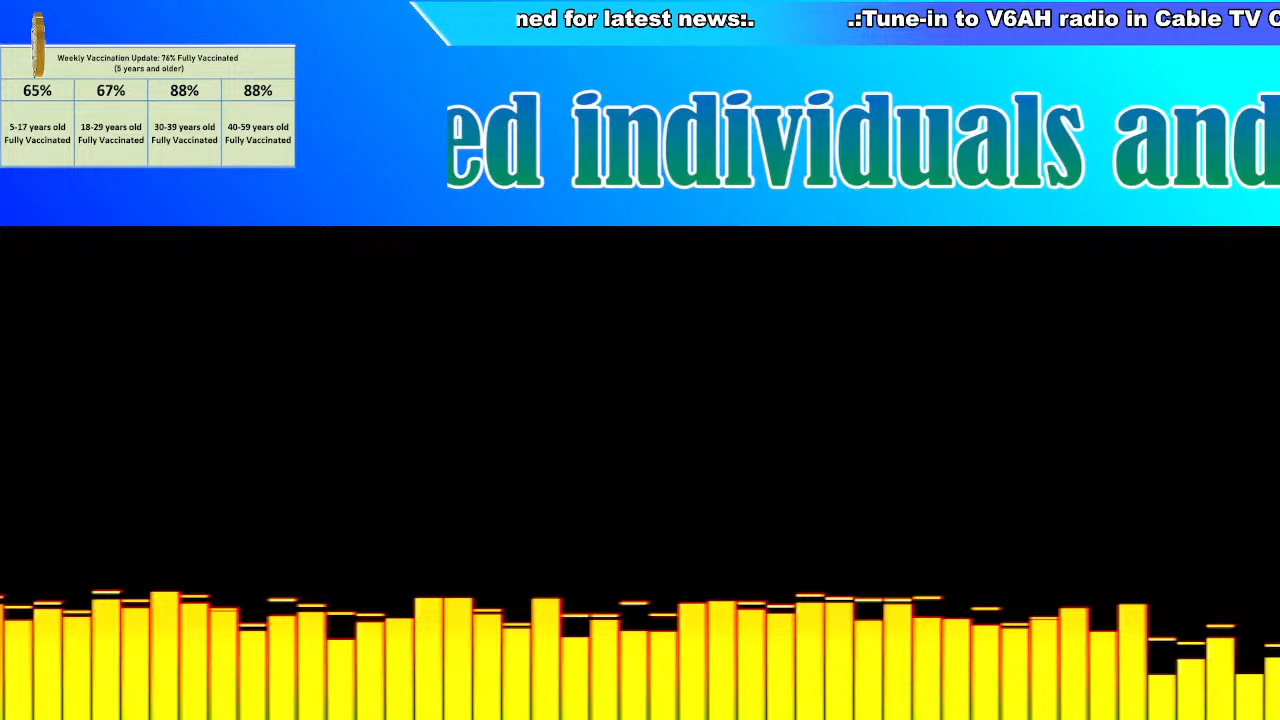 ned for latest news:.
.:Tune-in to V6AH radio in Cable TV
Weekly Vaccination Update: 76% Fully Vaccinated
(5 years and older)
65% 67% 88% 88%
5-17 years old 18-29 years old 30-39 years old 40-59 years old
Fully Vaccinated Fully Vaccinated Fully Vaccinated Fully Vaccinated
ed individuals and